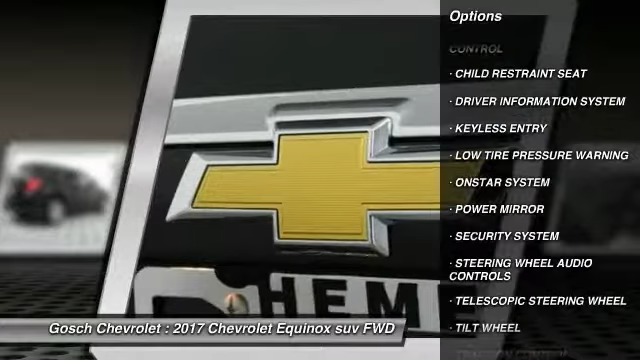 Options
CONTROL
· CHILD RESTRAINT SEAT
· DRIVER INFORMATION SYSTEM
· KEYLESS ENTRY
· LOW TIRE PRESSURE WARNING
· ONSTAR SYSTEM
· POWER MIRROR
· SECURITY SYSTEM
· STEERING WHEEL AUDIO
CONTROLS
· TELESCOPIC STEERING WHEEL
· TILT WHEEL
HEME
Gosch Chevrolet : 2017 Chevrolet Equinox suv FWD